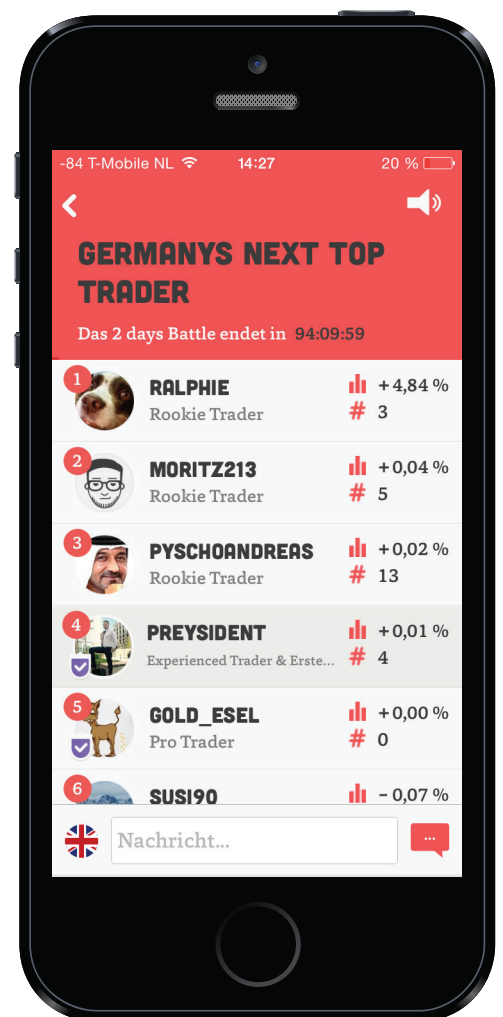 -84 T-Mobile NL 14:27 20 %
GERMANYS NEXT TOP
TRADER
Das 2 days Battle endet in 94:09:59
1 RALPHIE +4,84 %
Rookie Trader # 3
2 MORITZ213 +0,04 %
Rookie Trader # 5
3 PYSCHOANDREAS +0,02 %
Rookie Trader # 13
4 PREYSIDENT +0,01 %
Experienced Trader & Erste... # 4
5 GOLD_ESEL +0,00 %
Pro Trader # 0
6 SUSI90 -0,07 %
Nachricht... ...